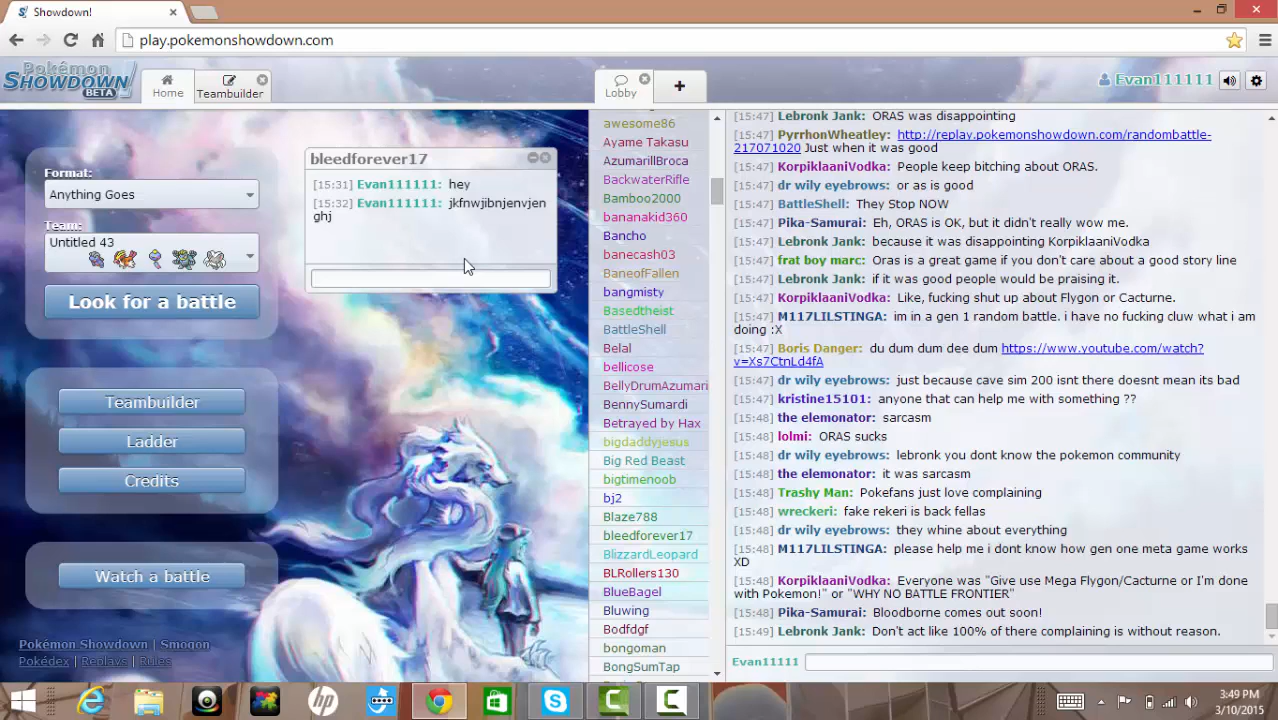 Showdown!
play.pokemonshowdown.com
Pokémon
SHOWDOWN
BETA
Home
Teambuilder
Lobby
+
Evan111111
Format:
Anything Goes
Team:
Untitled 43
Look for a battle
Teambuilder
Ladder
Credits
Watch a battle
Pokémon Showdown | Smogon
Pokédex | Replays | Rules
bleedforever17
[15:31] Evan111111: hey
[15:32] Evan111111: jkfnwjibnjenvjen
ghj
awesome86
Ayame Takasu
AzumarillBroca
BackwaterRifle
Bamboo2000
bananakid360
Bancho
banecash03
BaneofFallen
bangmisty
Basedtheist
BattleShell
Belal
bellicose
BellyDrumAzumari
BennySumardi
Betrayed by Hax
bigdaddyjesus
Big Red Beast
bigtimenoob
bj2
Blaze788
bleedforever17
BlizzardLeopard
BLRollers130
BlueBagel
Bluwing
Bodfdgf
bongoman
BongSumTap
[15:47] Lebronk Jank: ORAS was disappointing
[15:47] PyrrhonWheatley: http://replay.pokemonshowdown.com/randombattle-
217071020 Just when it was good
[15:47] KorpiklaaniVodka: People keep bitching about ORAS.
[15:47] dr wily eyebrows: or as is good
[15:47] BattleShell: They Stop NOW
[15:47] Pika-Samurai: Eh, ORAS is OK, but it didn't really wow me.
[15:47] Lebronk Jank: because it was disappointing KorpiklaaniVodka
[15:47] frat boy marc: Oras is a great game if you don't care about a good story line
[15:47] Lebronk Jank: if it was good people would be praising it.
[15:47] KorpiklaaniVodka: Like, fucking shut up about Flygon or Cacturne.
[15:47] M117LILSTINGA: im in a gen 1 random battle. i have no fucking cluw what i am
doing :X
[15:47] Boris Danger: du dum dum dee dum https://www.youtube.com/watch?
v=Xs7CtnLd4fA
[15:47] dr wily eyebrows: just because cave sim 200 isnt there doesnt mean its bad
[15:47] kristine15101: anyone that can help me with something ??
[15:48] the elemonator: sarcasm
[15:48] lolmi: ORAS sucks
[15:48] dr wily eyebrows: lebronk you dont know the pokemon community
[15:48] the elemonator: it was sarcasm
[15:48] Trashy Man: Pokefans just love complaining
[15:48] wreckeri: fake rekeri is back fellas
[15:48] dr wily eyebrows: they whine about everything
[15:48] M117LILSTINGA: please help me i dont know how gen one meta game works
XD
[15:48] KorpiklaaniVodka: Everyone was "Give use Mega Flygon/Cacturne or I'm done
with Pokemon!" or "WHY NO BATTLE FRONTIER"
[15:48] Pika-Samurai: Bloodborne comes out soon!
[15:49] Lebronk Jank: Don't act like 100% of there complaining is without reason.
Evan11111
3:49 PM
3/10/2015